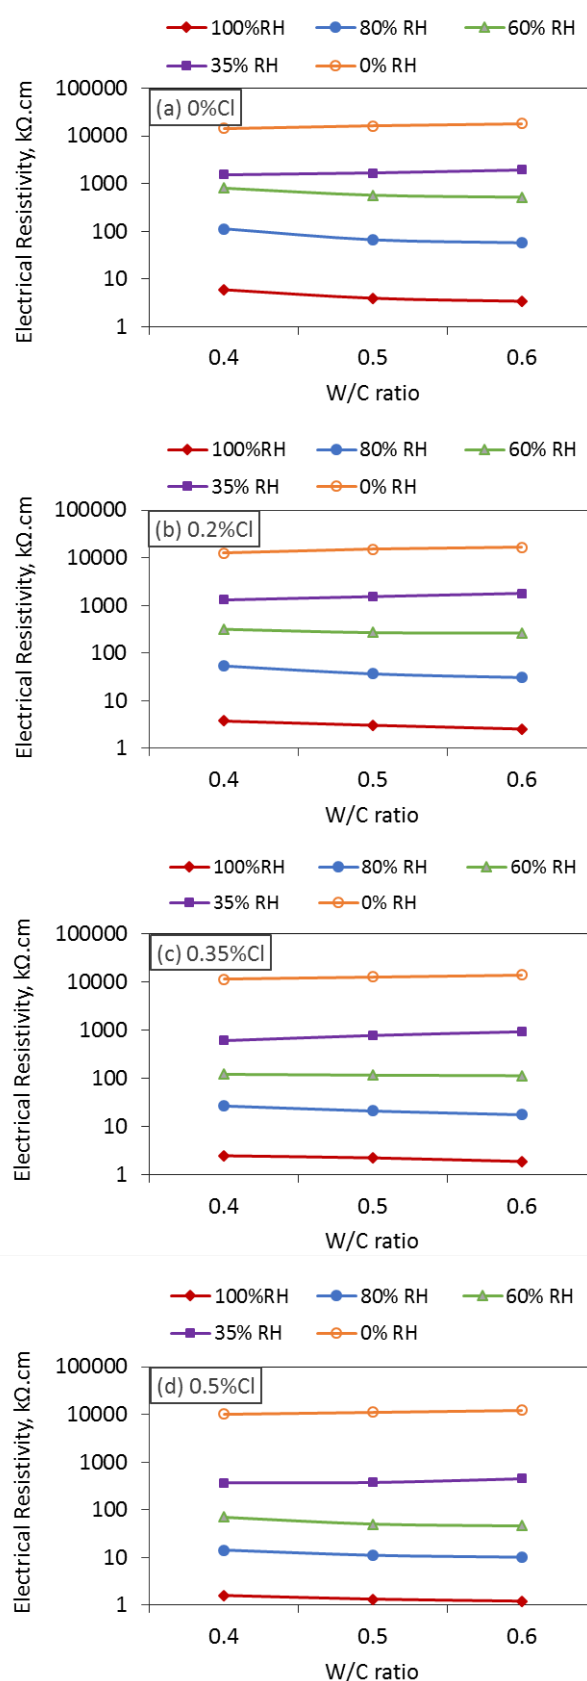 100%RH 80% RH 60% RH
35% RH 0% RH
Electrical Resistivity, kΩ.cm
100000
(a) 0%Cl
10000
1000
100
10
1
0.4 0.5 0.6
W/C ratio
100%RH 80% RH 60% RH
35% RH 0% RH
Electrical Resistivity, kΩ.cm
100000
(b) 0.2%Cl
10000
1000
100
10
1
0.4 0.5 0.6
W/C ratio
100%RH 80% RH 60% RH
35% RH 0% RH
Electrical Resistivity, kΩ.cm
100000
(c) 0.35%Cl
10000
1000
100
10
1
0.4 0.5 0.6
W/C ratio
100%RH 80% RH 60% RH
35% RH 0% RH
Electrical Resistivity, kΩ.cm
100000
(d) 0.5%Cl
10000
1000
100
10
1
0.4 0.5 0.6
W/C ratio